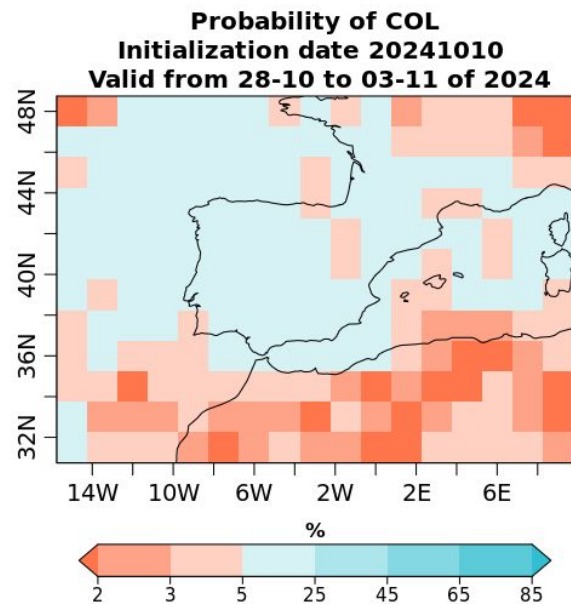 Probability of COL
Initialization date 20241010
Valid from 28-10 to 03-11 of 2024
48N
44N
40N
36N
32N
14W 10W 6W 2W 2E 6E
%
2 3 5 25 45 65 85